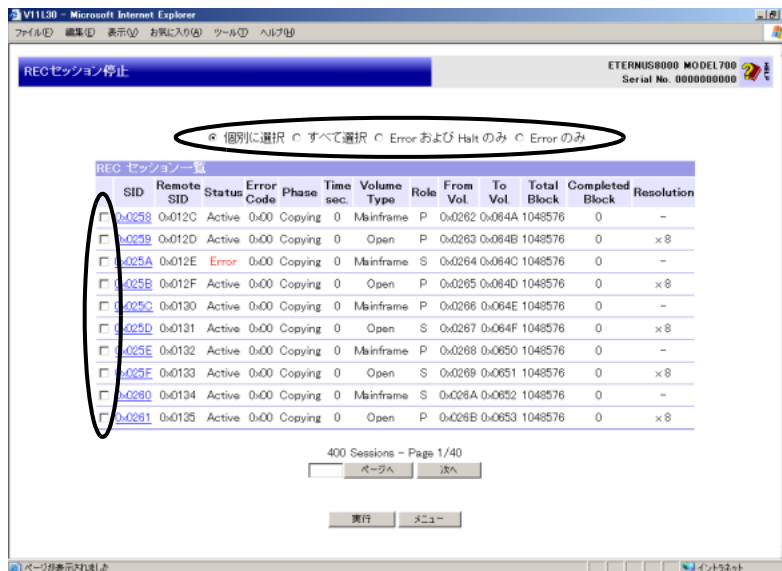 V11L30 - Microsoft Internet Explorer
ファイル(F) 編集(E) 表示(V) お気に入り(A) ツール(T) ヘルプ(H)
RECセッション停止
ETERNUS8000 MODEL700
Serial No. 0000000000
個別に選択 すべて選択 Error および Halt のみ Error のみ
REC セッション一覧
SID Remote SID Status Error Code Phase Time sec. Volume Type Role From Vol. To Vol. Total Block Completed Block Resolution
0x0258 0x012C Active 0x00 Copying 0 Mainframe P 0x0262 0x064A 1048576 0 -
0x0259 0x012D Active 0x00 Copying 0 Open P 0x0263 0x064B 1048576 0 ×8
0x025A 0x012E Error 0x00 Copying 0 Mainframe S 0x0264 0x064C 1048576 0 -
0x025B 0x012F Active 0x00 Copying 0 Open P 0x0265 0x064D 1048576 0 ×8
0x025C 0x0130 Active 0x00 Copying 0 Mainframe P 0x0266 0x064E 1048576 0 -
0x025D 0x0131 Active 0x00 Copying 0 Open S 0x0267 0x064F 1048576 0 ×8
0x025E 0x0132 Active 0x00 Copying 0 Mainframe P 0x0268 0x0650 1048576 0 -
0x025F 0x0133 Active 0x00 Copying 0 Open S 0x0269 0x0651 1048576 0 ×8
0x0260 0x0134 Active 0x00 Copying 0 Mainframe S 0x026A 0x0652 1048576 0 -
0x0261 0x0135 Active 0x00 Copying 0 Open P 0x026B 0x0653 1048576 0 ×8
400 Sessions - Page 1/40
ページへ 次へ
実行 メニュー
ページが表示されました イントラネット